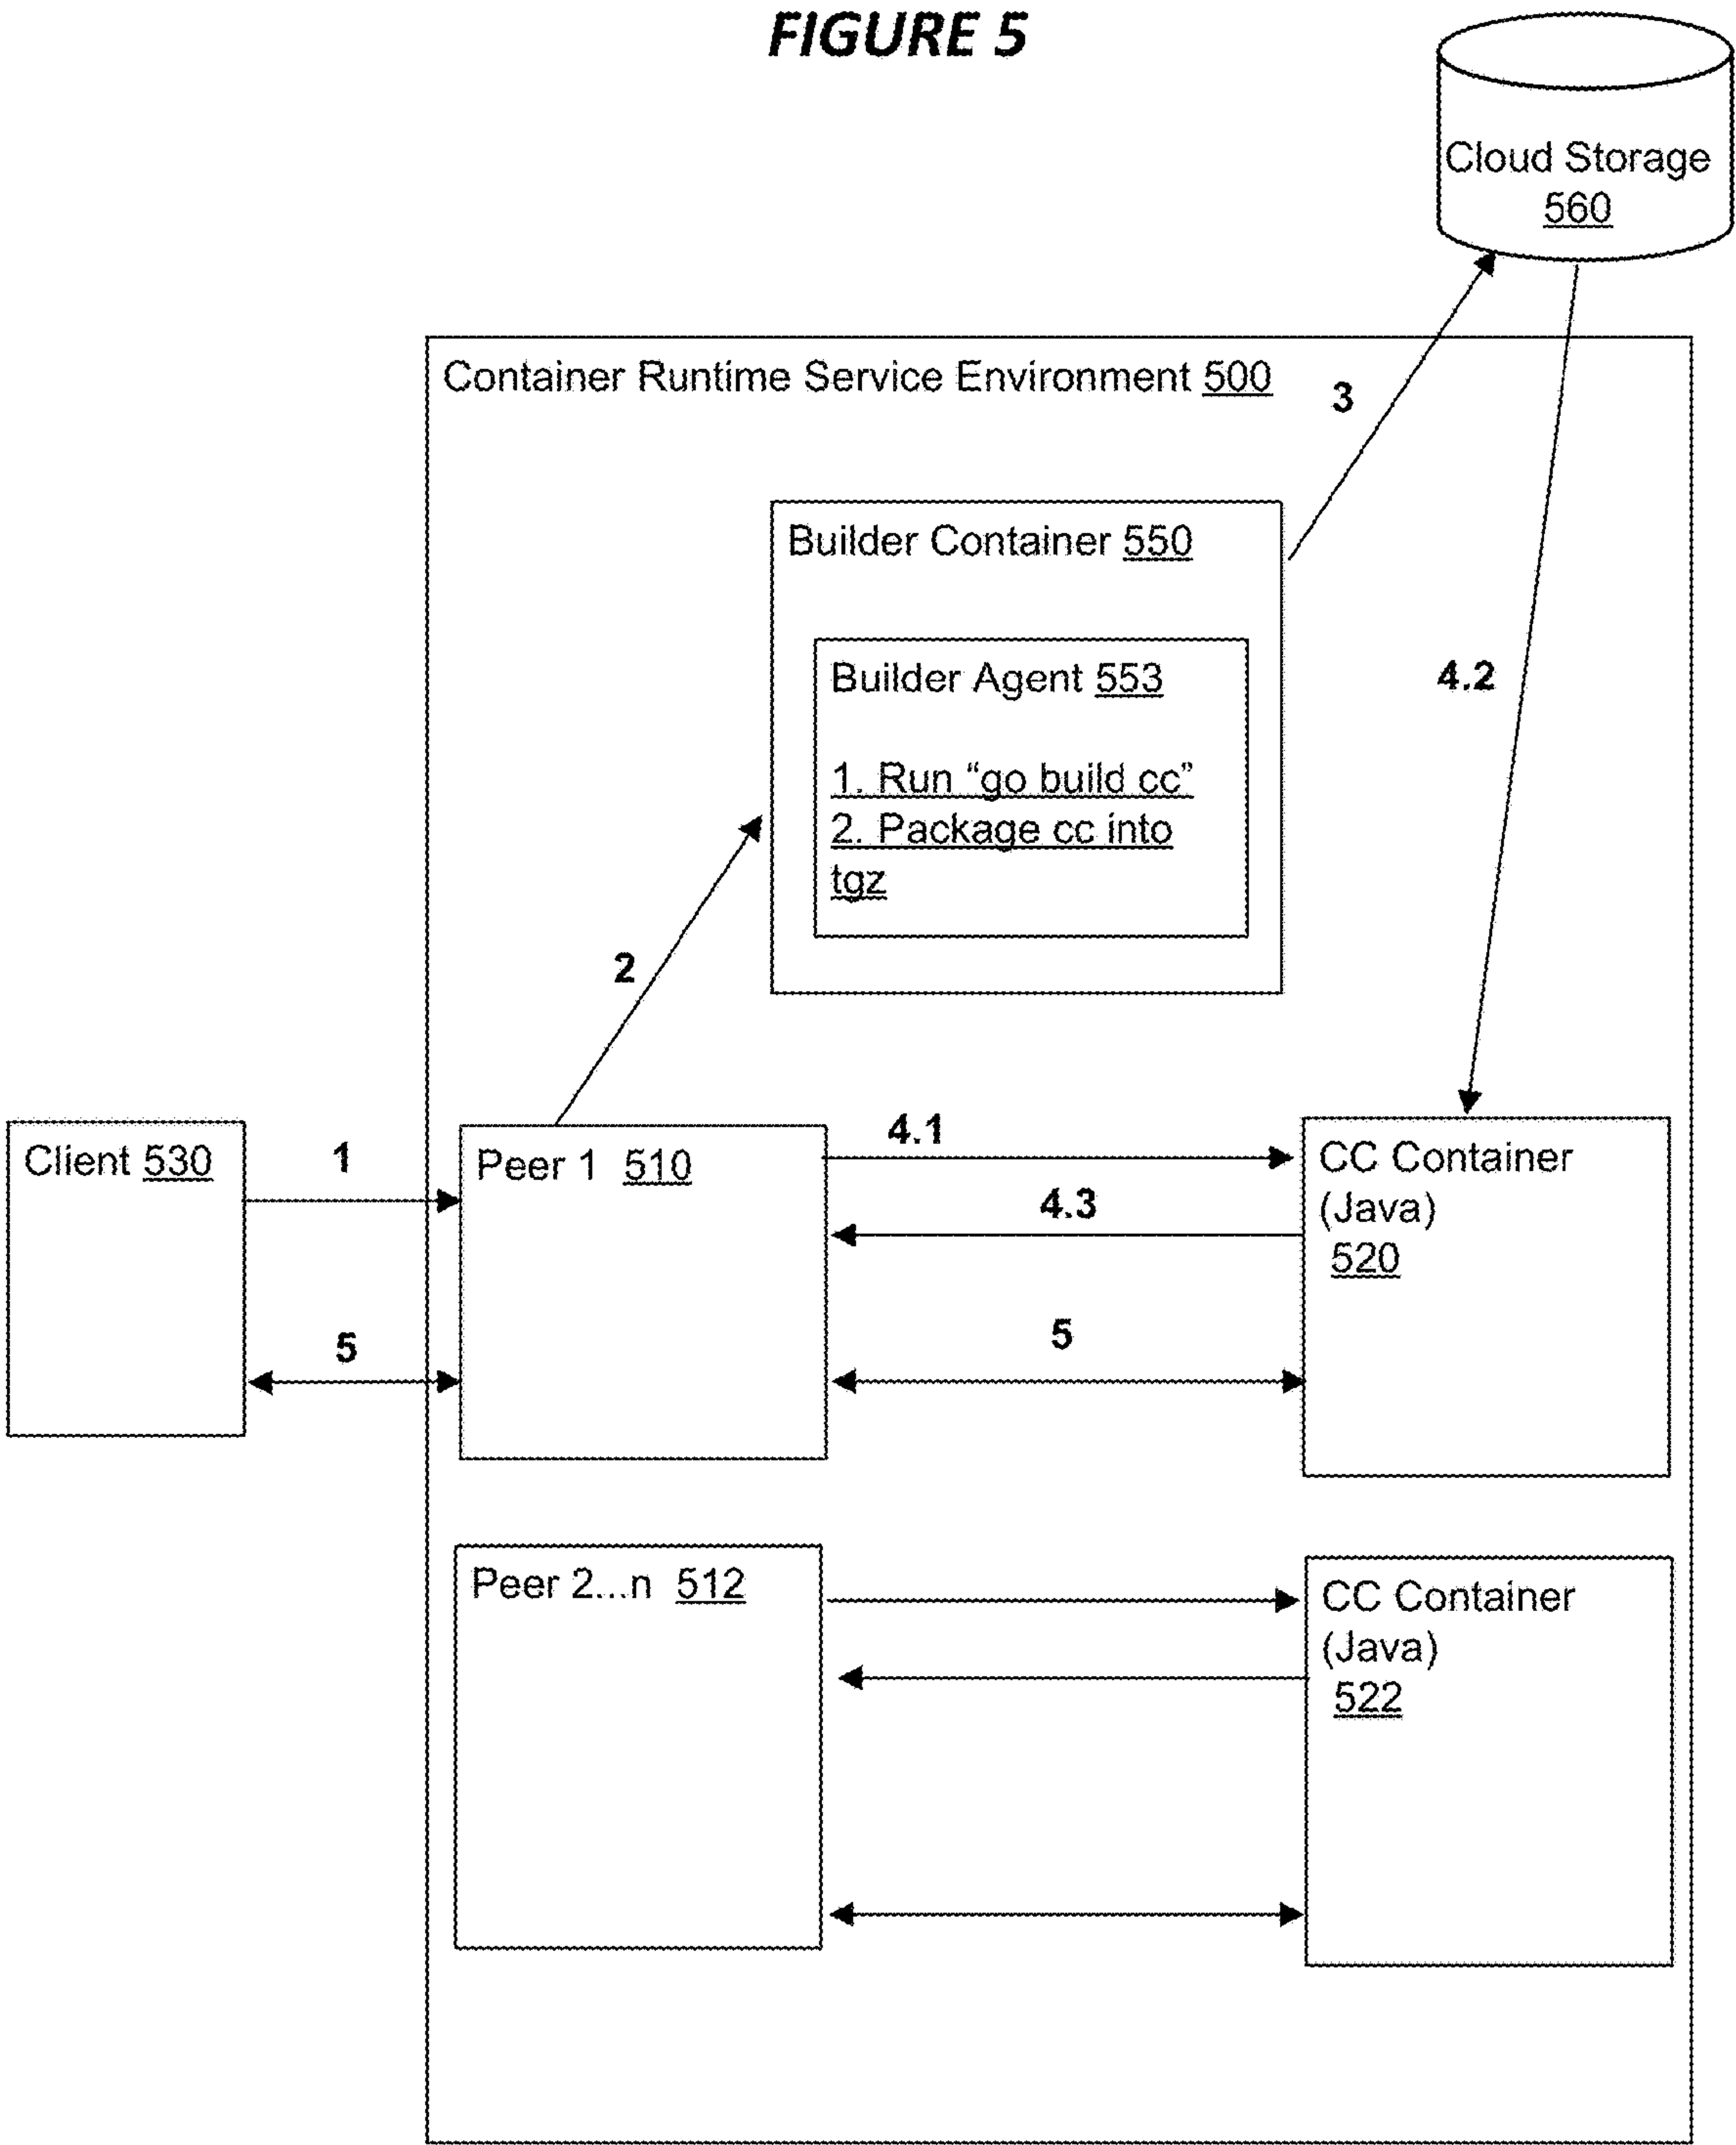 FIGURE 5
Cloud Storage
560
Container Runtime Service Environment 500
3
Builder Container 550
Builder Agent 553
4.2
1. Run “go build cc”
2. Package cc into
tgz
2
Client 530
1
Peer 1 510
4.1
CC Container
(Java)
520
4.3
5
5
Peer 2...n 512
CC Container
(Java)
522